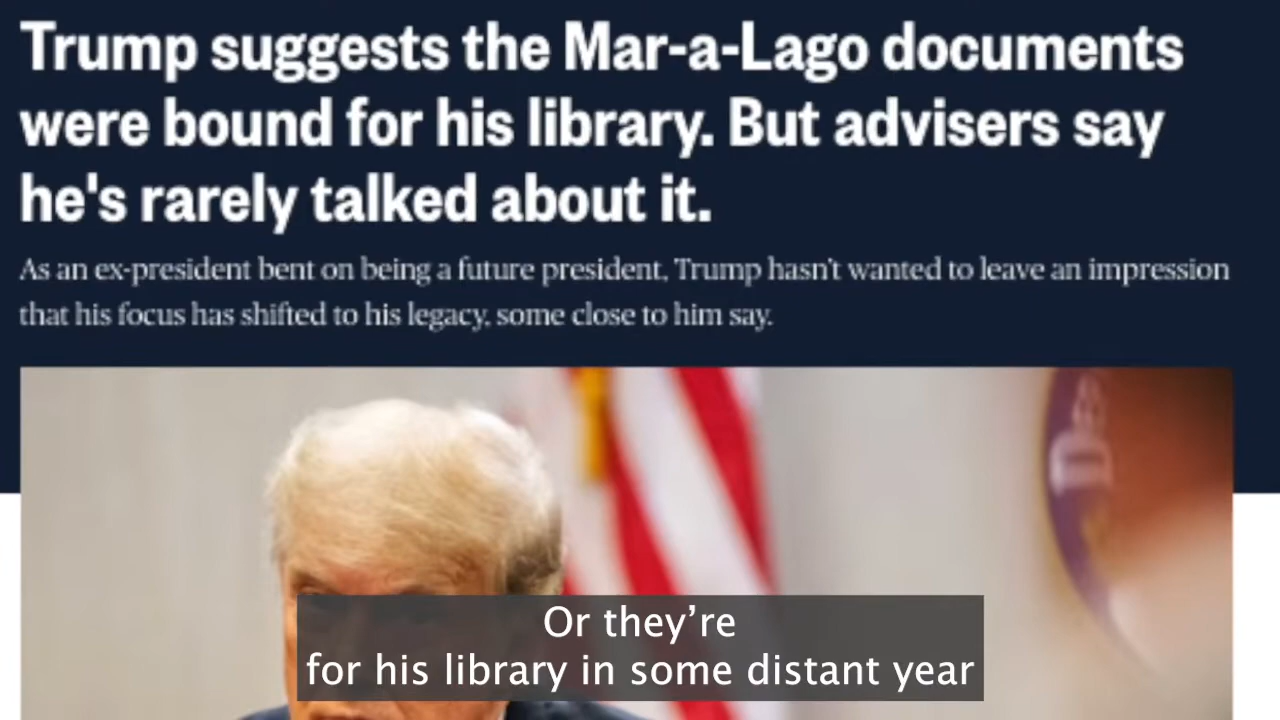 Trump suggests the Mar-a-Lago documents
were bound for his library. But advisers say
he's rarely talked about it.
As an ex-president bent on being a future president, Trump hasn't wanted to leave an impression
that his focus has shifted to his legacy, some close to him say.
Or they’re
for his library in some distant year